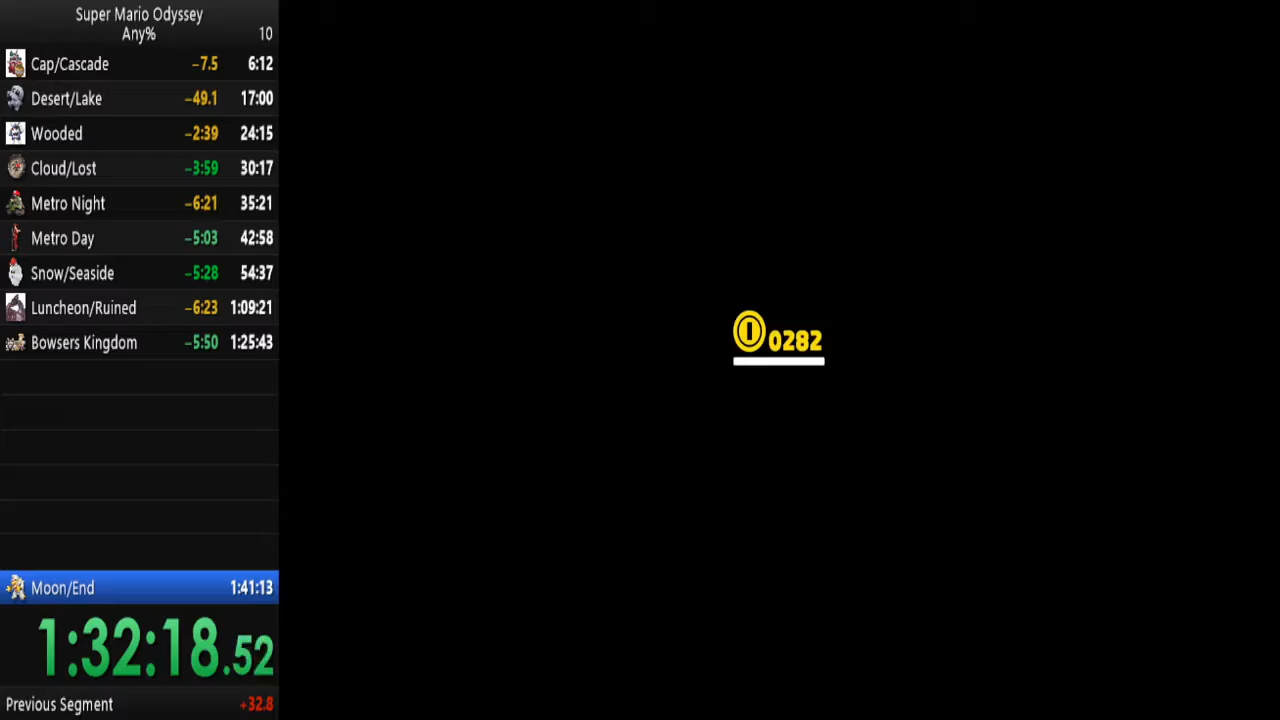 Super Mario Odyssey
Any% 10
Cap/Cascade −7.5 6:12
Desert/Lake −49.1 17:00
Wooded −2:39 24:15
Cloud/Lost −3:59 30:17
Metro Night −6:21 35:21
Metro Day −5:03 42:58
Snow/Seaside −5:28 54:37
Luncheon/Ruined −6:23 1:09:21
Bowsers Kingdom −5:50 1:25:43
0282
Moon/End 1:41:13
1:32:18.52
Previous Segment +32.8